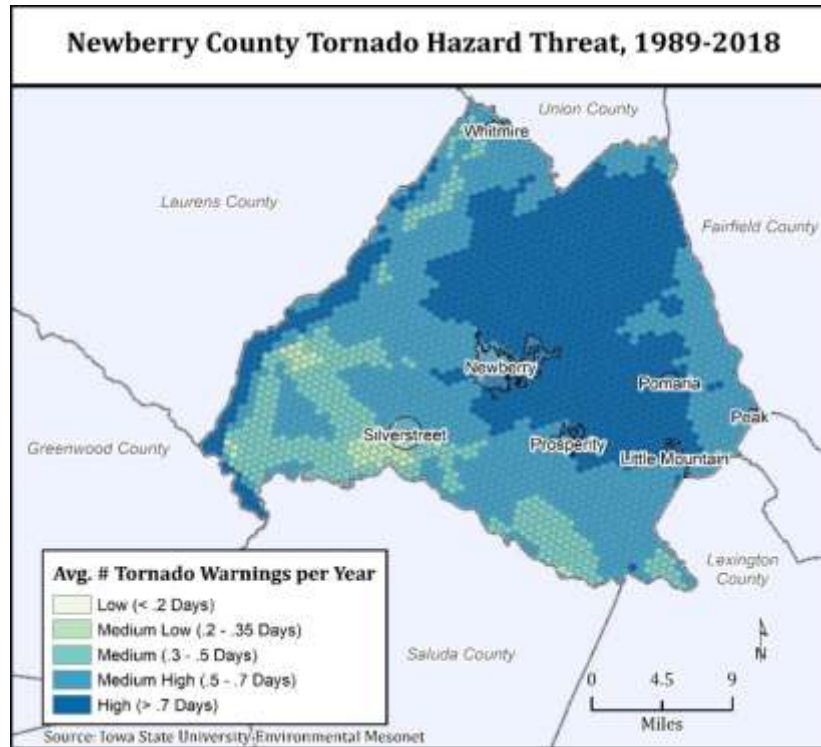 Newberry County Tornado Hazard Threat, 1989-2018
Union County
Whitmire
Laurens County
Fairfield County
Newberry
Pomaria
Peak
Silverstreet
Prosperity
Greenwood County
Little Mountain
Lexington
County
Saluda County
Avg. # Tornado Warnings per Year
Low (< .2 Days)
Medium Low (.2 - .35 Days)
Medium (.3 - .5 Days)
Medium High (.5 - .7 Days)
High (> .7 Days)
N
0 4.5 9
Miles
Source: Iowa State University-Environmental Mesonet